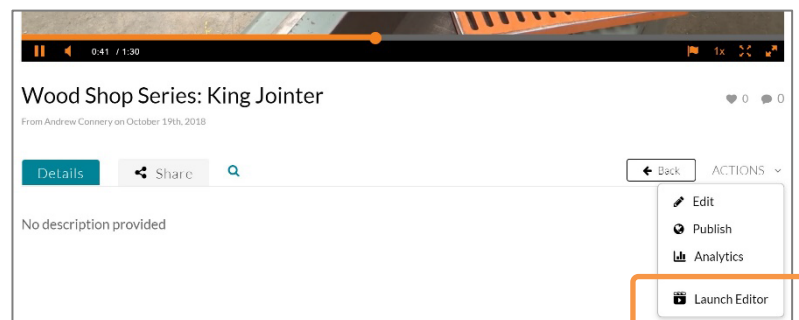 0:41 / 1:30
1x
Wood Shop Series: King Jointer
0 0
From Andrew Connery on October 19th, 2018
Details Share Back ACTIONS
Edit
No description provided
Publish
Analytics
Launch Editor